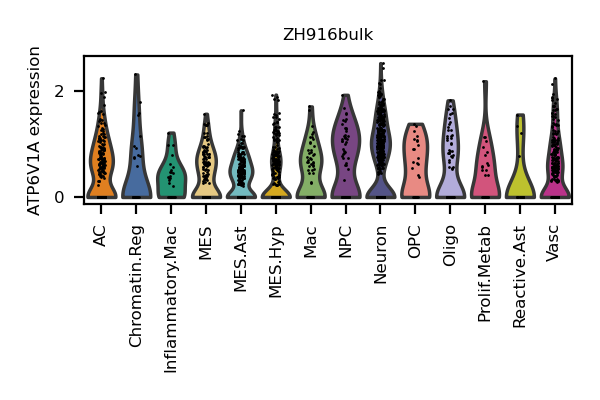 ZH916bulk
ATP6V1A expression
2
0
AC
Chromatin.Reg
Inflammatory.Mac
MES
MES.Ast
MES.Hyp
Mac
NPC
Neuron
OPC
Oligo
Prolif.Metab
Reactive.Ast
Vasc